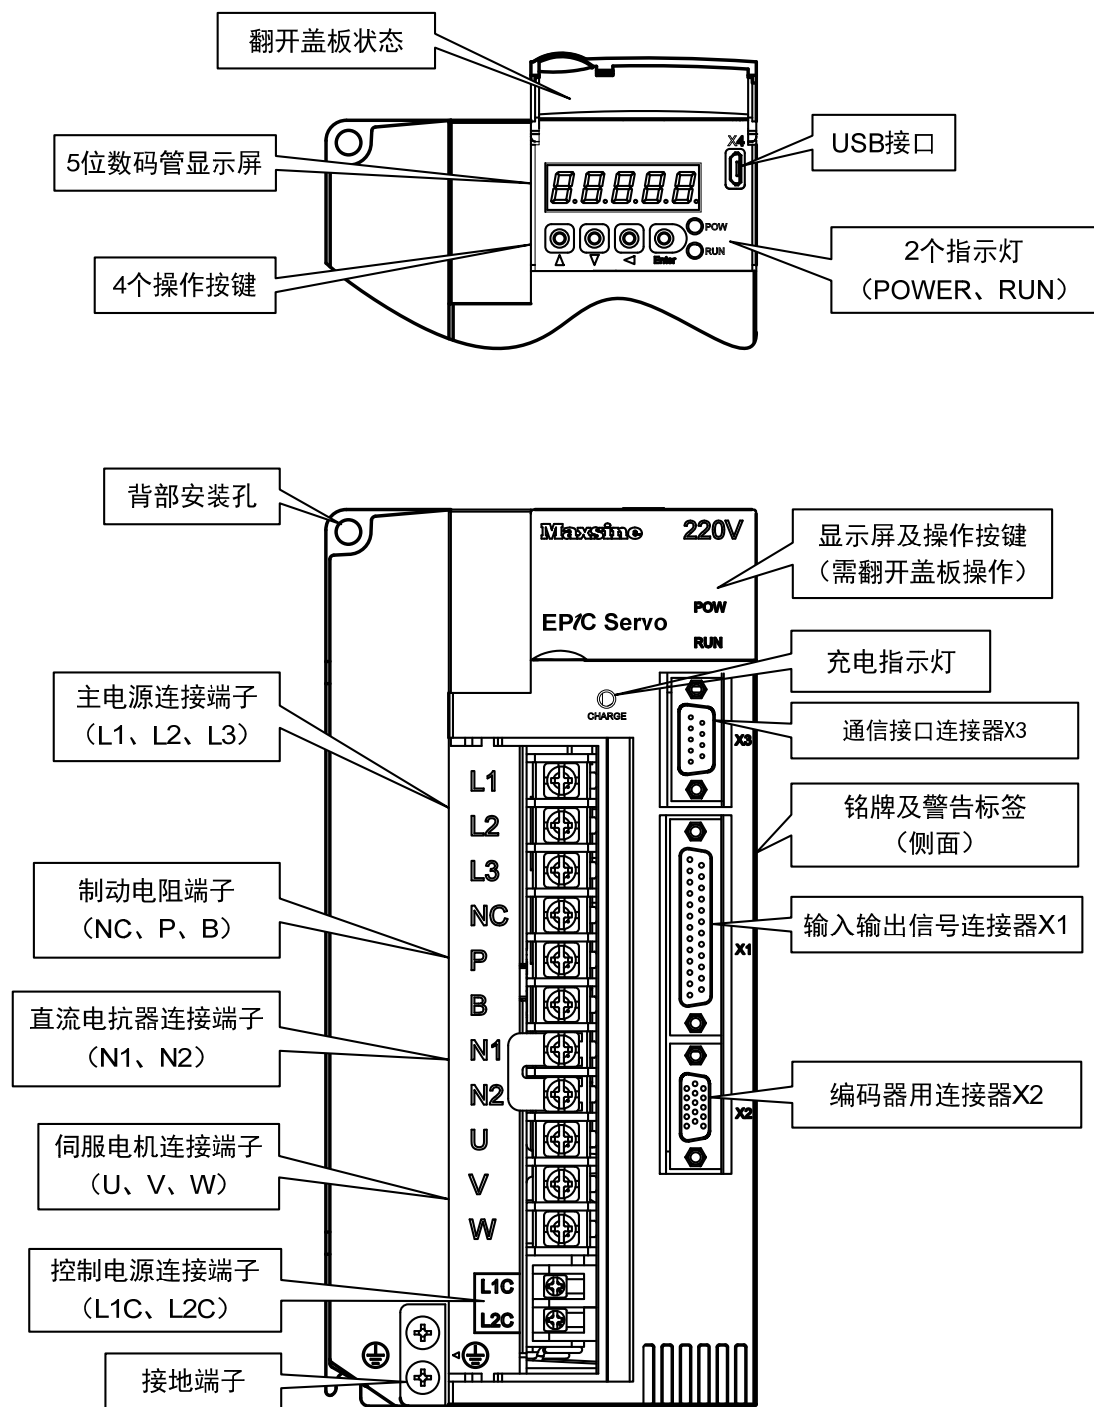 翻开盖板状态
5位数码管显示屏
X4
USB接口
8.8.8.8.8.
POW
RUN
Enter
4个操作按键
2个指示灯
（POWER、RUN）
背部安装孔
Maxsine 220V
显示屏及操作按键
（需翻开盖板操作）
POW
EP1C Servo
RUN
充电指示灯
CHARGE
主电源连接端子
（L1、L2、L3）
通信接口连接器X3
X3
L1
L2
铭牌及警告标签
（侧面）
L3
制动电阻端子
（NC、P、B）
NC
输入输出信号连接器X1
X1
P
B
直流电抗器连接端子
（N1、N2）
N1
N2
编码器用连接器X2
X2
U
伺服电机连接端子
（U、V、W）
V
W
控制电源连接端子
（L1C、L2C）
L1C
L2C
接地端子